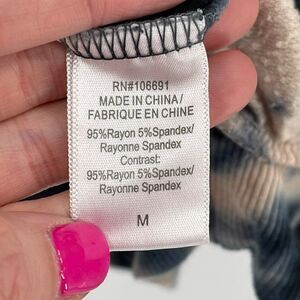 RN#106691
MADE IN CHINA/
FABRIQUE EN CHINE
95%Rayon 5%Spandex/
Rayonne Spandex
Contrast:
95%Rayon 5%Spandex/
Rayonne Spandex
M